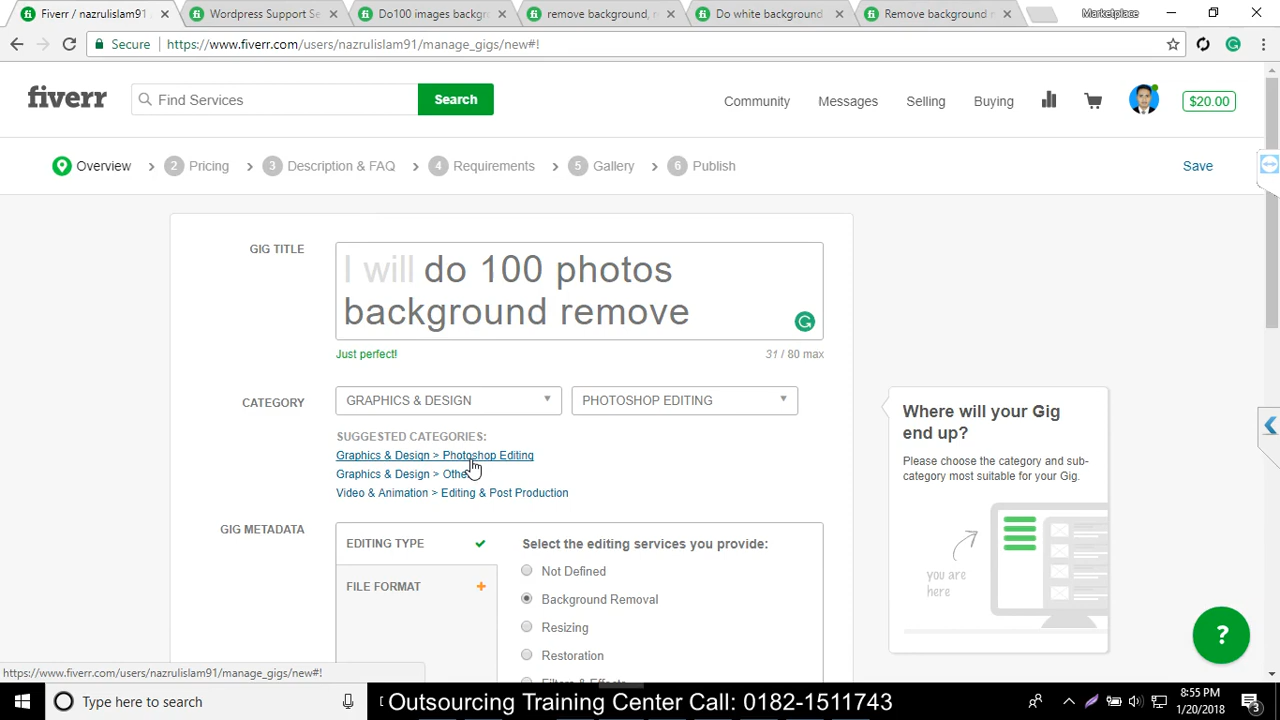 Fiverr / nazrulislam91
Wordpress Support Se
Do100 images backgr
remove background, r
Do white background
Remove background r
Marketplace
Secure
https://www.fiverr.com/users/nazrulislam91/manage_gigs/new#!
fiverr
Find Services
Search
Community
Messages
Selling
Buying
$20.00
Overview
2 Pricing
3 Description & FAQ
4 Requirements
5 Gallery
6 Publish
Save
GIG TITLE
I will do 100 photos
background remove
Just perfect!
31 / 80 max
CATEGORY
GRAPHICS & DESIGN
PHOTOSHOP EDITING
SUGGESTED CATEGORIES:
Graphics & Design > Photoshop Editing
Graphics & Design > Othe
Video & Animation > Editing & Post Production
Where will your Gig
end up?
Please choose the category and sub-
category most suitable for your Gig.
you are
here
GIG METADATA
EDITING TYPE
FILE FORMAT
Select the editing services you provide:
Not Defined
Background Removal
Resizing
Restoration
Filters & Effects
?
https://www.fiverr.com/users/nazrulislam91/manage_gigs/new#!
Type here to search
Outsourcing Training Center Call: 0182-1511743
8:55 PM
1/20/2018
3